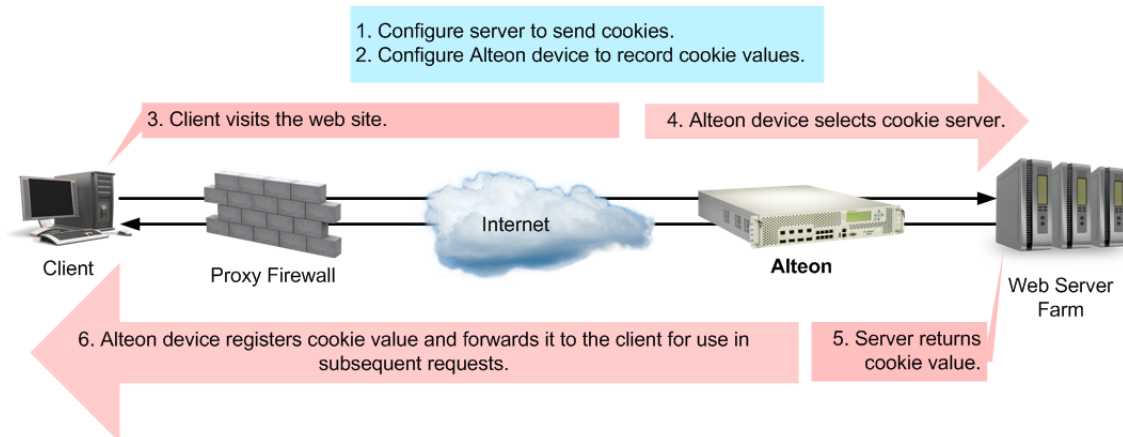 1. Configure server to send cookies.
2. Configure Alteon device to record cookie values.
3. Client visits the web site.
4. Alteon device selects cookie server.
Internet
Client
Proxy Firewall
Alteon
Web Server
Farm
6. Alteon device registers cookie value and forwards it to the client for use in
subsequent requests.
5. Server returns
cookie value.